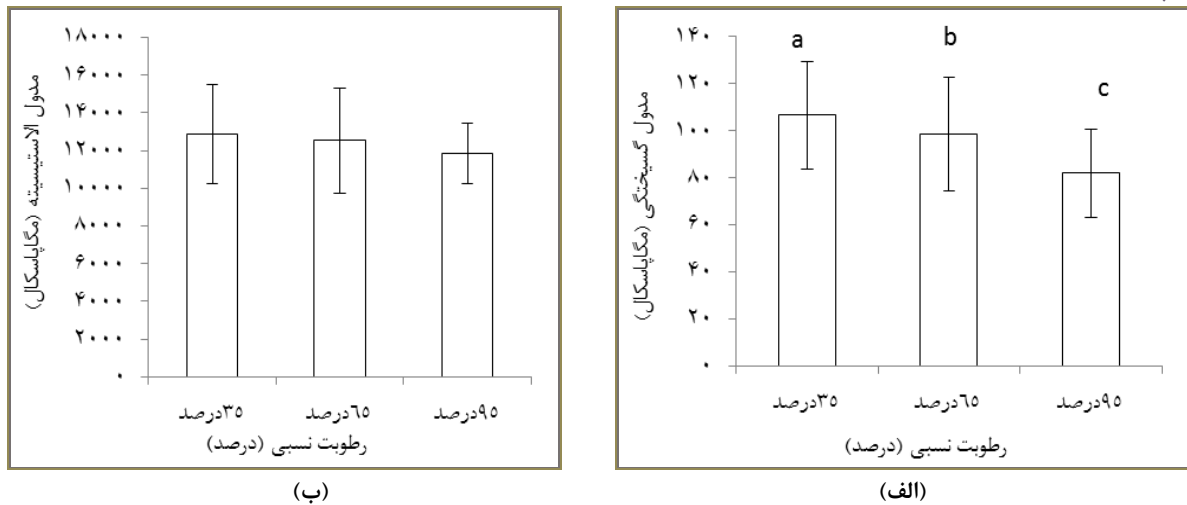 ۱۴۰
۱۲۰
۱۰۰
۸۰
۶۰
۴۰
۲۰
۰
مدول گسیختگی (مگاپاسکال)
a b c
۳۵درصد ۶۵درصد ۹۵درصد
رطوبت نسبی (درصد)
(الف)
۱۸۰۰۰
۱۶۰۰۰
۱۴۰۰۰
۱۲۰۰۰
۱۰۰۰۰
۸۰۰۰
۶۰۰۰
۴۰۰۰
۲۰۰۰
۰
مدول الاستیسیته (مگاپاسکال)
۳۵درصد ۶۵درصد ۹۵درصد
رطوبت نسبی (درصد)
(ب)